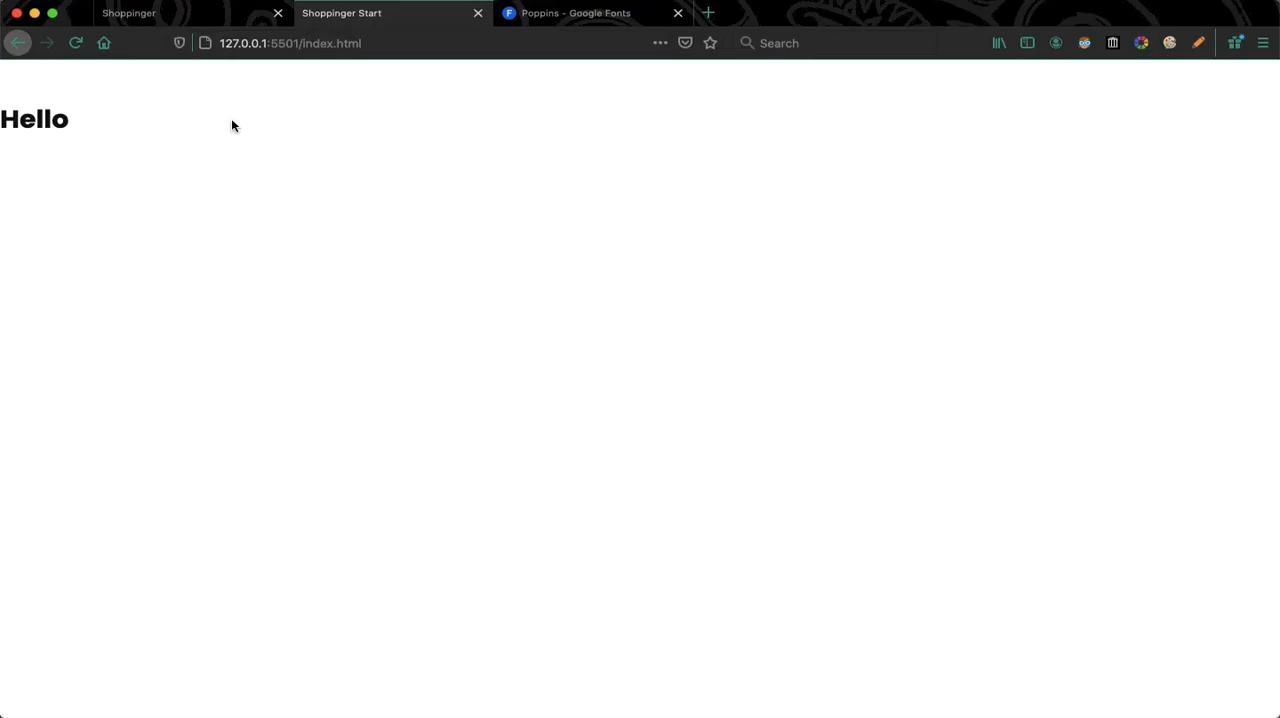 Shoppinger
Shoppinger Start
F Poppins - Google Fonts
127.0.0.1:5501/index.html
Search
Hello